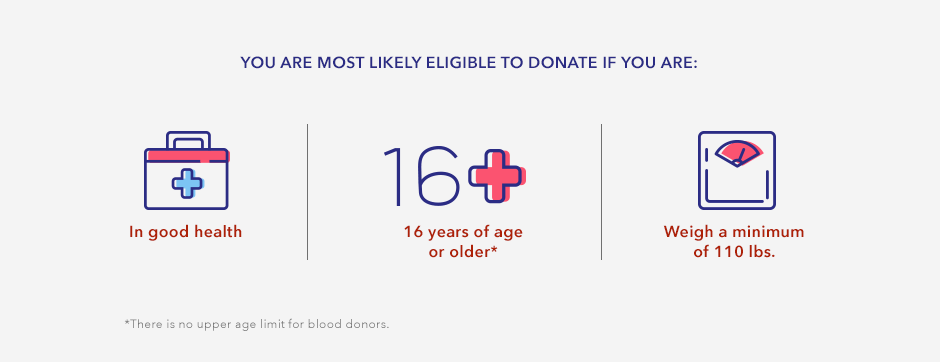 YOU ARE MOST LIKELY ELIGIBLE TO DONATE IF YOU ARE:
In good health
16+
16 years of age
or older*
Weigh a minimum
of 110 lbs.
*There is no upper age limit for blood donors.